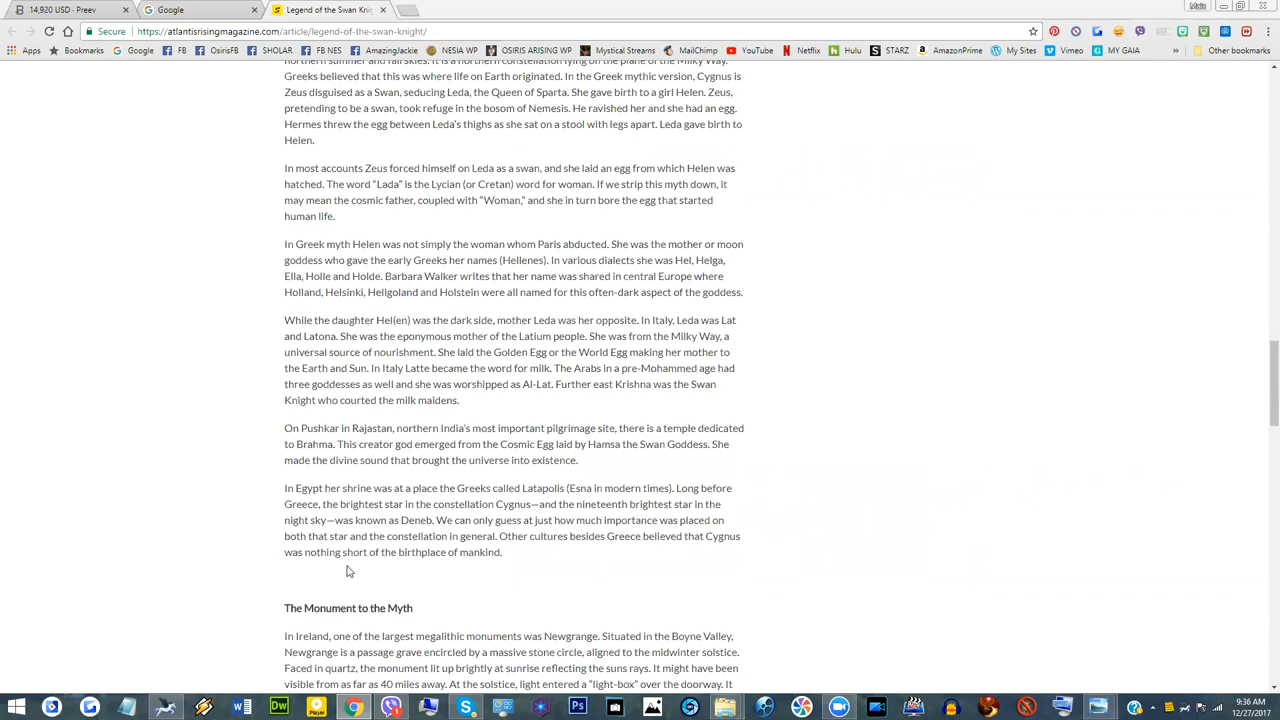 14,920 USD - Preev
Google
Legend of the Swan Knig
Mela
Secure
https://atlantisrisingmagazine.com/article/legend-of-the-swan-knight/
Apps
Bookmarks
Google
FB
OsirisFB
SHOLAR
FB NES
AmazingJackie
NESIA WP
OSIRIS ARISING WP
Mystical Streams
MailChimp
YouTube
Netflix
Hulu
STARZ
AmazonPrime
My Sites
Vimeo
MY GAIA
Other bookmarks
northern summer and fall skies. It is a northern constellation lying on the plane of the Milky Way.
Greeks believed that this was where life on Earth originated. In the Greek mythic version, Cygnus is
Zeus disguised as a Swan, seducing Leda, the Queen of Sparta. She gave birth to a girl Helen. Zeus,
pretending to be a swan, took refuge in the bosom of Nemesis. He ravished her and she had an egg.
Hermes threw the egg between Leda's thighs as she sat on a stool with legs apart. Leda gave birth to
Helen.
In most accounts Zeus forced himself on Leda as a swan, and she laid an egg from which Helen was
hatched. The word "Lada" is the Lycian (or Cretan) word for woman. If we strip this myth down, it
may mean the cosmic father, coupled with "Woman," and she in turn bore the egg that started
human life.
In Greek myth Helen was not simply the woman whom Paris abducted. She was the mother or moon
goddess who gave the early Greeks her names (Hellenes). In various dialects she was Hel, Helga,
Ella, Holle and Holde. Barbara Walker writes that her name was shared in central Europe where
Holland, Helsinki, Heligoland and Holstein were all named for this often-dark aspect of the goddess.
While the daughter Hel(en) was the dark side, mother Leda was her opposite. In Italy, Leda was Lat
and Latona. She was the eponymous mother of the Latium people. She was from the Milky Way, a
universal source of nourishment. She laid the Golden Egg or the World Egg making her mother to
the Earth and Sun. In Italy Latte became the word for milk. The Arabs in a pre-Mohammed age had
three goddesses as well and she was worshipped as Al-Lat. Further east Krishna was the Swan
Knight who courted the milk maidens.
On Pushkar in Rajastan, northern India's most important pilgrimage site, there is a temple dedicated
to Brahma. This creator god emerged from the Cosmic Egg laid by Hamsa the Swan Goddess. She
made the divine sound that brought the universe into existence.
In Egypt her shrine was at a place the Greeks called Latapolis (Esna in modern times). Long before
Greece, the brightest star in the constellation Cygnus—and the nineteenth brightest star in the
night sky—was known as Deneb. We can only guess at just how much importance was placed on
both that star and the constellation in general. Other cultures besides Greece believed that Cygnus
was nothing short of the birthplace of mankind.
The Monument to the Myth
In Ireland, one of the largest megalithic monuments was Newgrange. Situated in the Boyne Valley,
Newgrange is a passage grave encircled by a massive stone circle, aligned to the midwinter solstice.
Faced in quartz, the monument lit up brightly at sunrise reflecting the suns rays. It might have been
visible from as far as 40 miles away. At the solstice, light entered a "light-box" over the doorway. It
Dw
Player
Ps
9:36 AM
12/27/2017